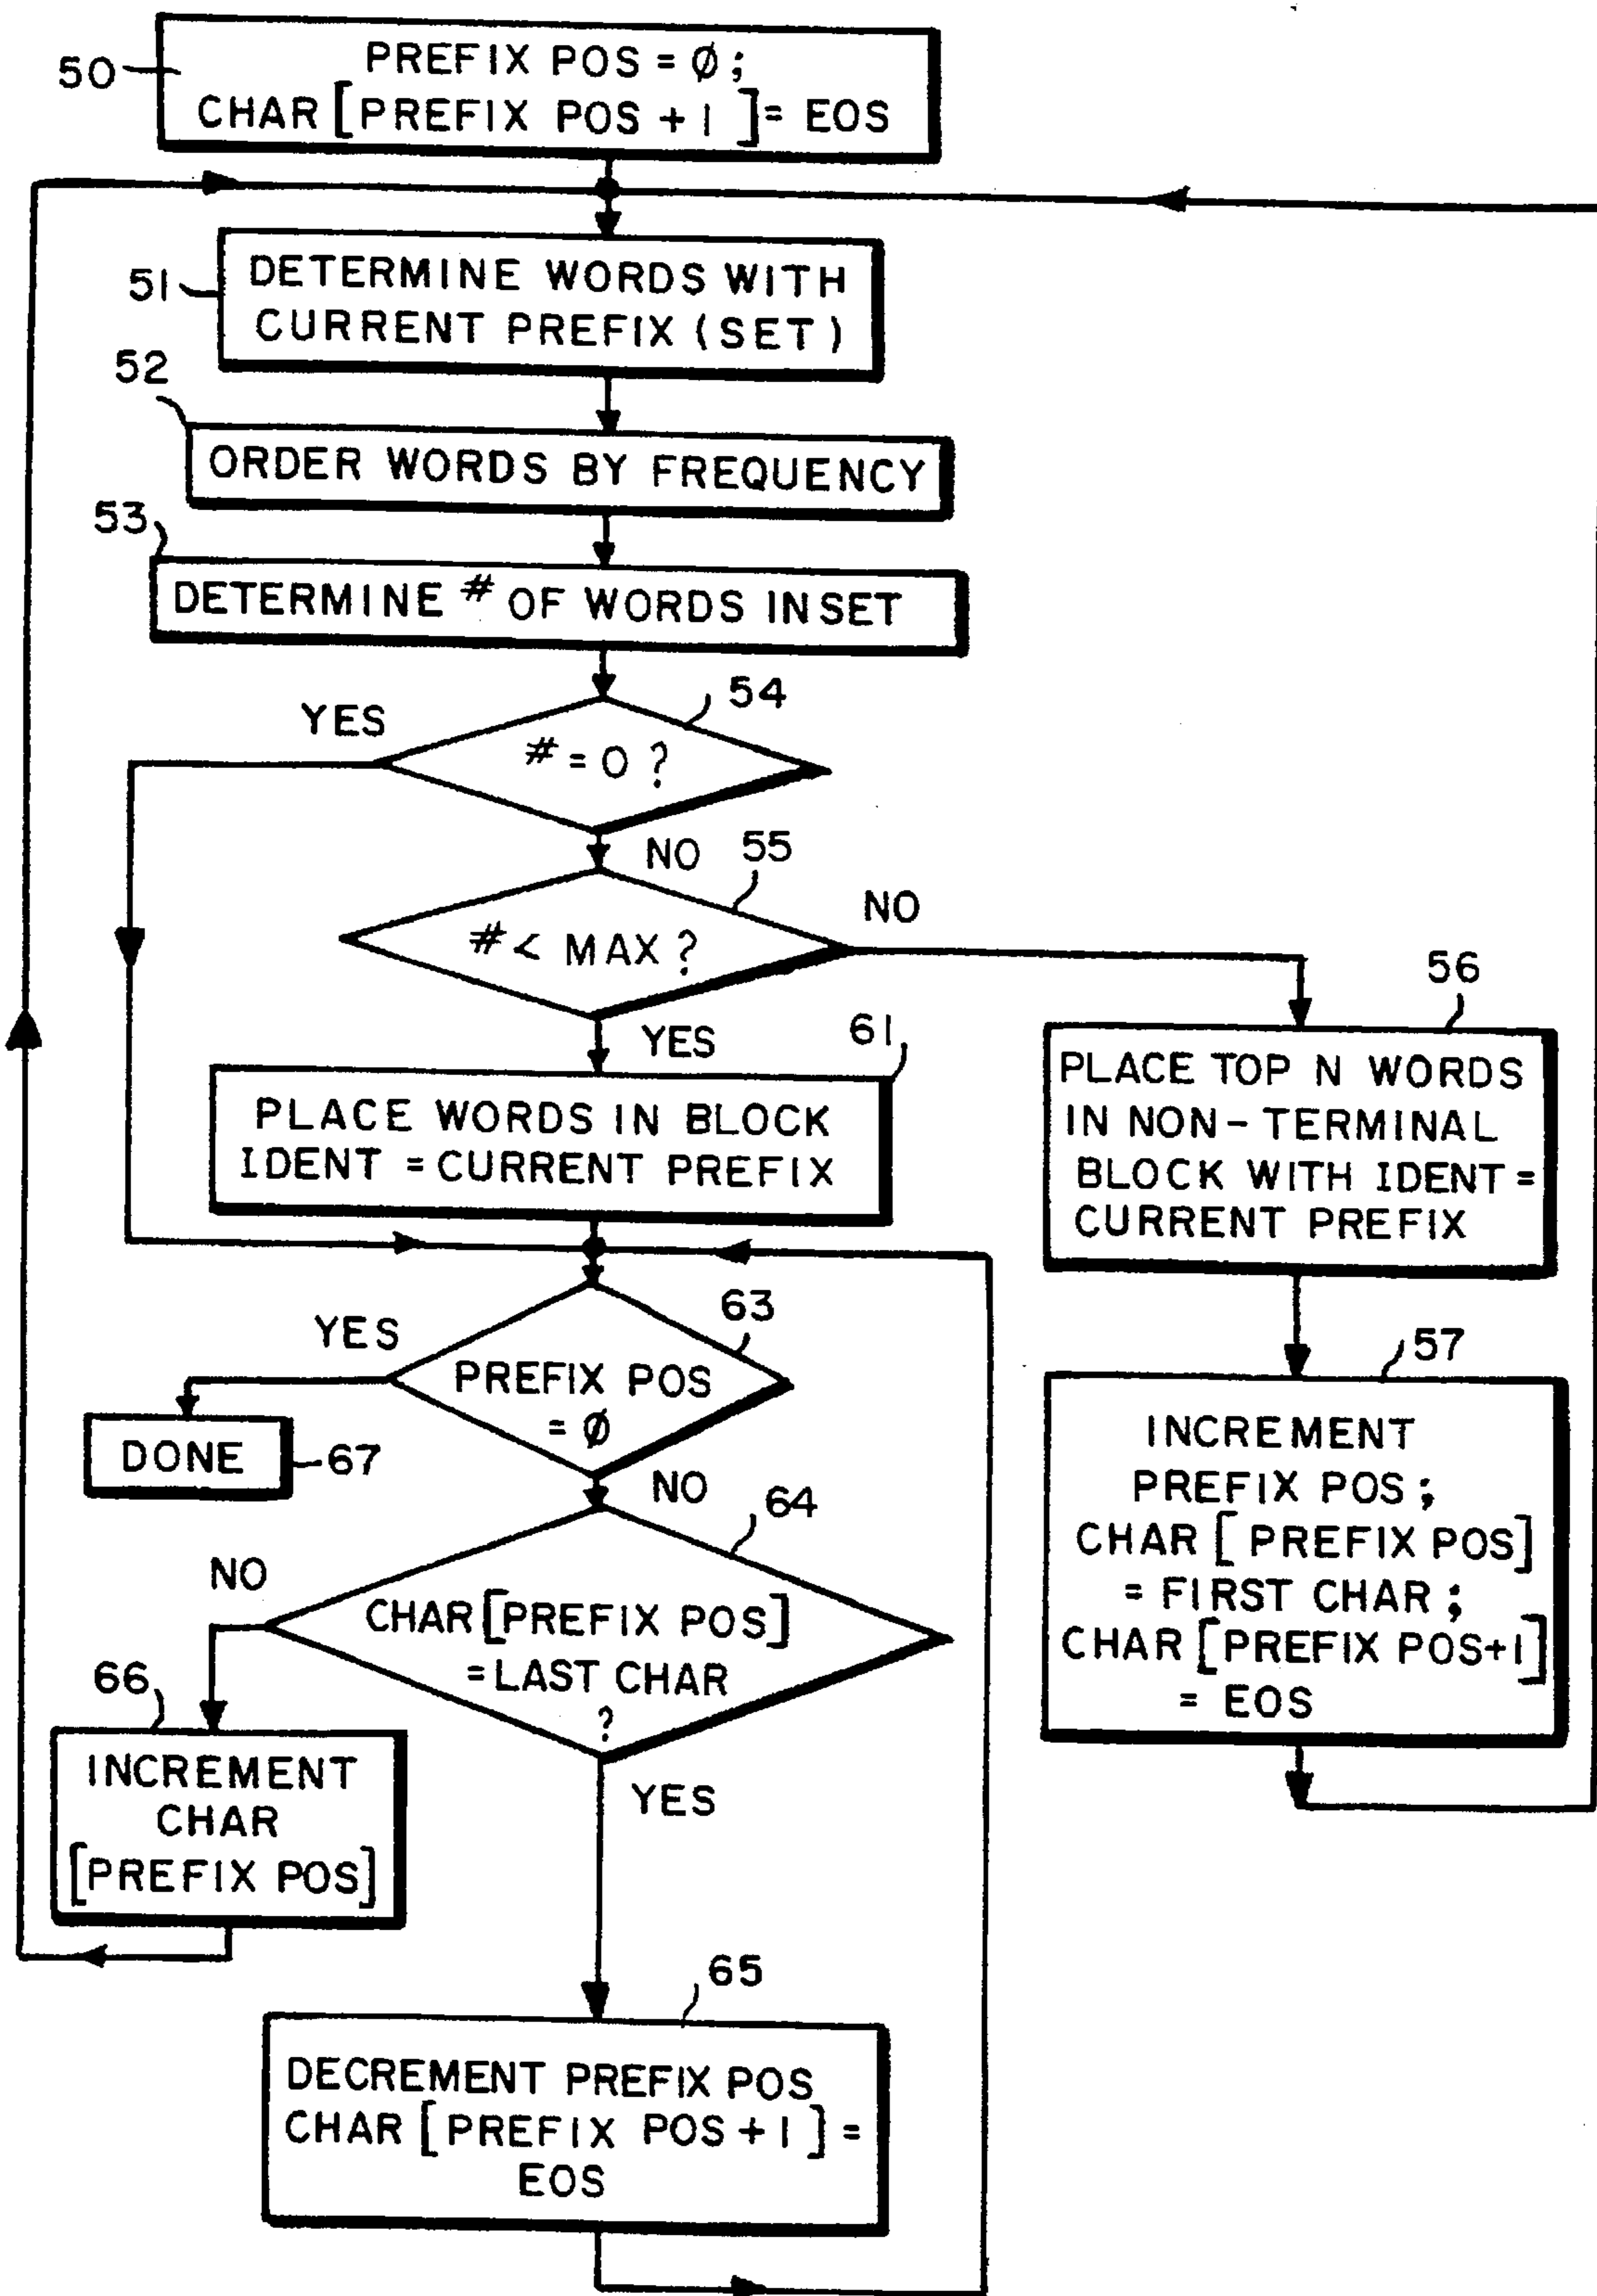 50
PREFIX POS = Ø ;
CHAR [PREFIX POS + 1 ] = EOS
51
DETERMINE WORDS WITH
CURRENT PREFIX (SET)
52
ORDER WORDS BY FREQUENCY
53
DETERMINE # OF WORDS IN SET
54
YES
# = 0 ?
NO
55
# < MAX ?
NO
YES
56
PLACE TOP N WORDS
IN NON-TERMINAL
BLOCK WITH IDENT =
CURRENT PREFIX
61
PLACE WORDS IN BLOCK
IDENT = CURRENT PREFIX
57
INCREMENT
PREFIX POS ;
CHAR [ PREFIX POS]
= FIRST CHAR ;
CHAR [PREFIX POS+1]
= EOS
63
YES
PREFIX POS
= Ø
DONE
67
NO
64
NO
CHAR [PREFIX POS]
= LAST CHAR
?
YES
66
INCREMENT
CHAR
[PREFIX POS]
65
DECREMENT PREFIX POS
CHAR [PREFIX POS + 1 ] =
EOS